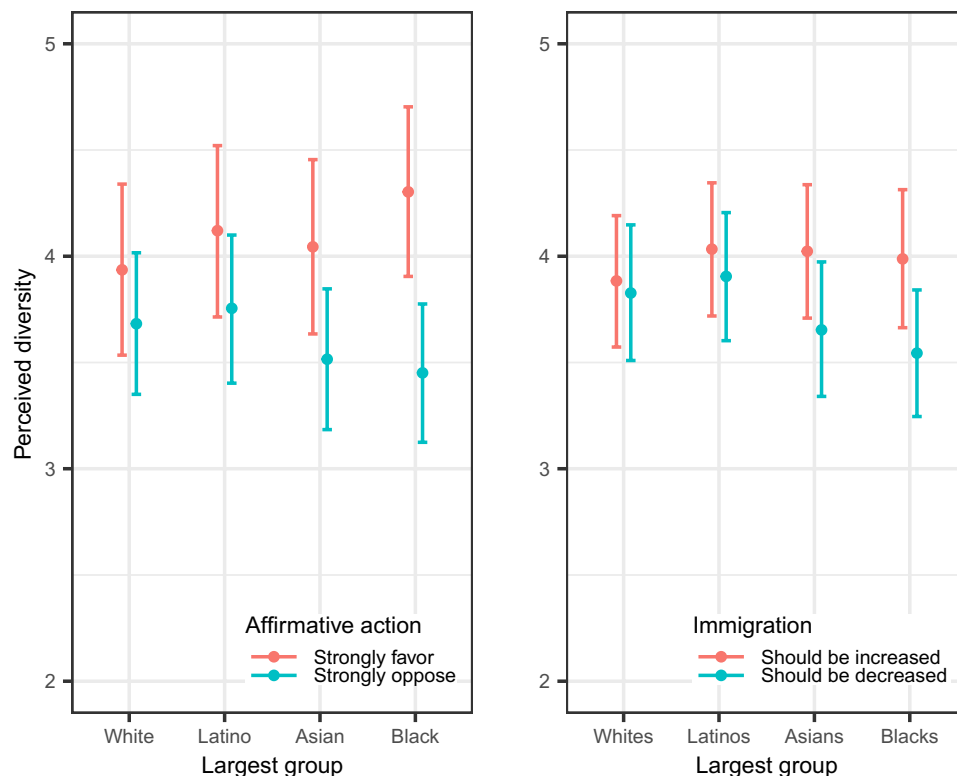 Perceived diversity
5
4
3
2
Affirmative action
Strongly favor
Strongly oppose
White Latino Asian Black
Largest group
5
4
3
2
Immigration
Should be increased
Should be decreased
Whites Latinos Asians Blacks
Largest group